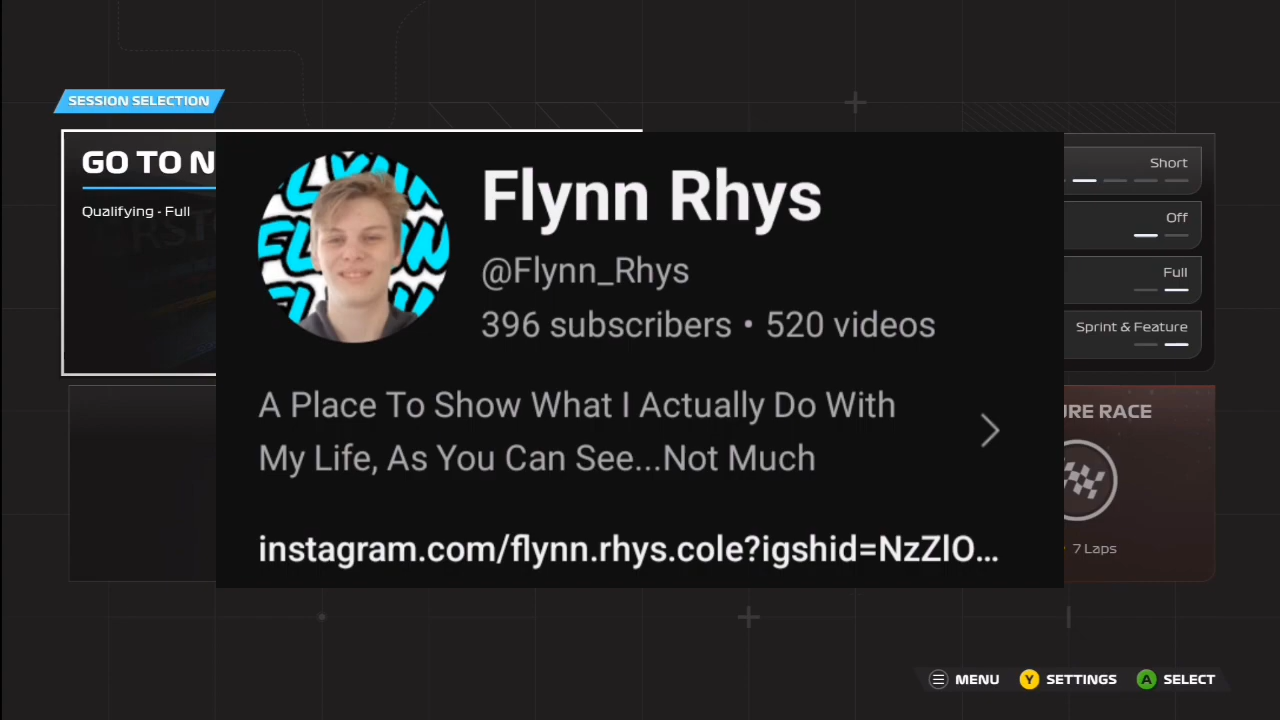 SESSION SELECTION
GO TO N
Qualifying - Full
Flynn Rhys
@Flynn_Rhys
396 subscribers • 520 videos
A Place To Show What I Actually Do With
My Life, As You Can See...Not Much
instagram.com/flynn.rhys.cole?igshid=NzZlO...
Short
Off
Full
Sprint & Feature
URE RACE
7 Laps
MENU
Y SETTINGS
A SELECT